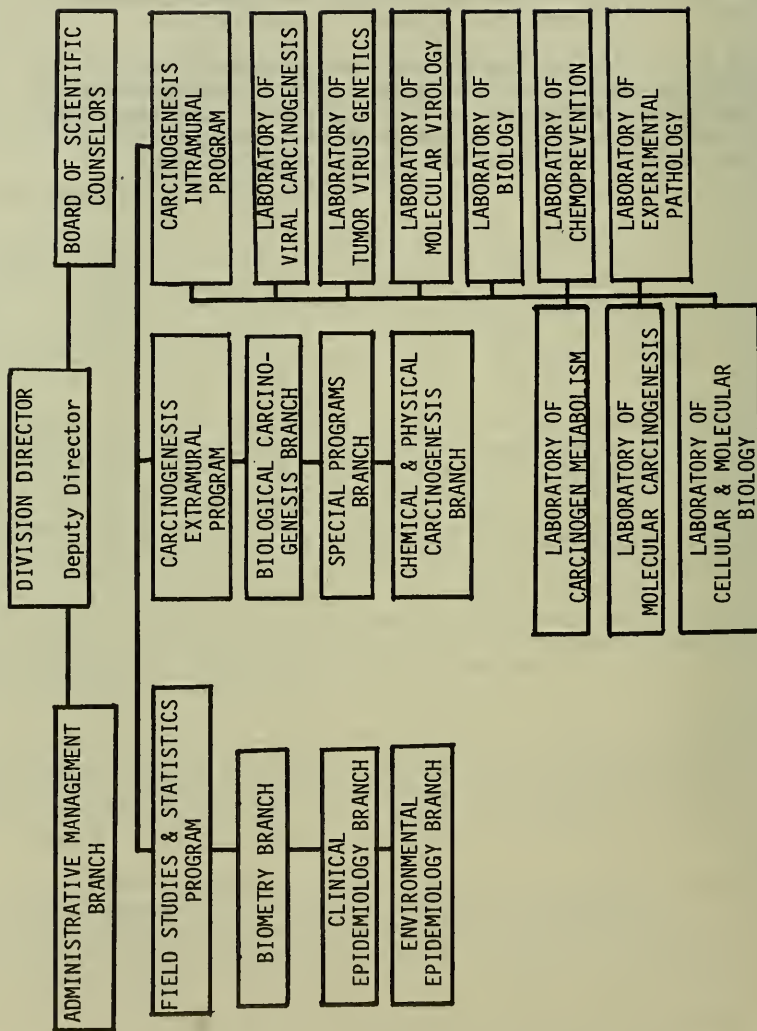 DIVISION DIRECTOR
Deputy Director
ADMINISTRATIVE MANAGEMENT
BRANCH
BOARD OF SCIENTIFIC
COUNSELORS
FIELD STUDIES & STATISTICS
PROGRAM
BIOMETRY BRANCH
CLINICAL
EPIDEMIOLOGY BRANCH
ENVIRONMENTAL
EPIDEMIOLOGY BRANCH
CARCINOGENESIS
EXTRAMURAL
PROGRAM
BIOLOGICAL CARCINO-
GENESIS BRANCH
SPECIAL PROGRAMS
BRANCH
CHEMICAL & PHYSICAL
CARCINOGENESIS
BRANCH
CARCINOGENESIS
INTRAMURAL
PROGRAM
LABORATORY OF
VIRAL CARCINOGENESIS
LABORATORY OF
TUMOR VIRUS GENETICS
LABORATORY OF
MOLECULAR VIROLOGY
LABORATORY OF
BIOLOGY
LABORATORY OF
CHEMOPREVENTION
LABORATORY OF
EXPERIMENTAL
PATHOLOGY
LABORATORY OF
CARCINOGEN METABOLISM
LABORATORY OF
MOLECULAR CARCINOGENESIS
LABORATORY OF
CELLULAR & MOLECULAR
BIOLOGY